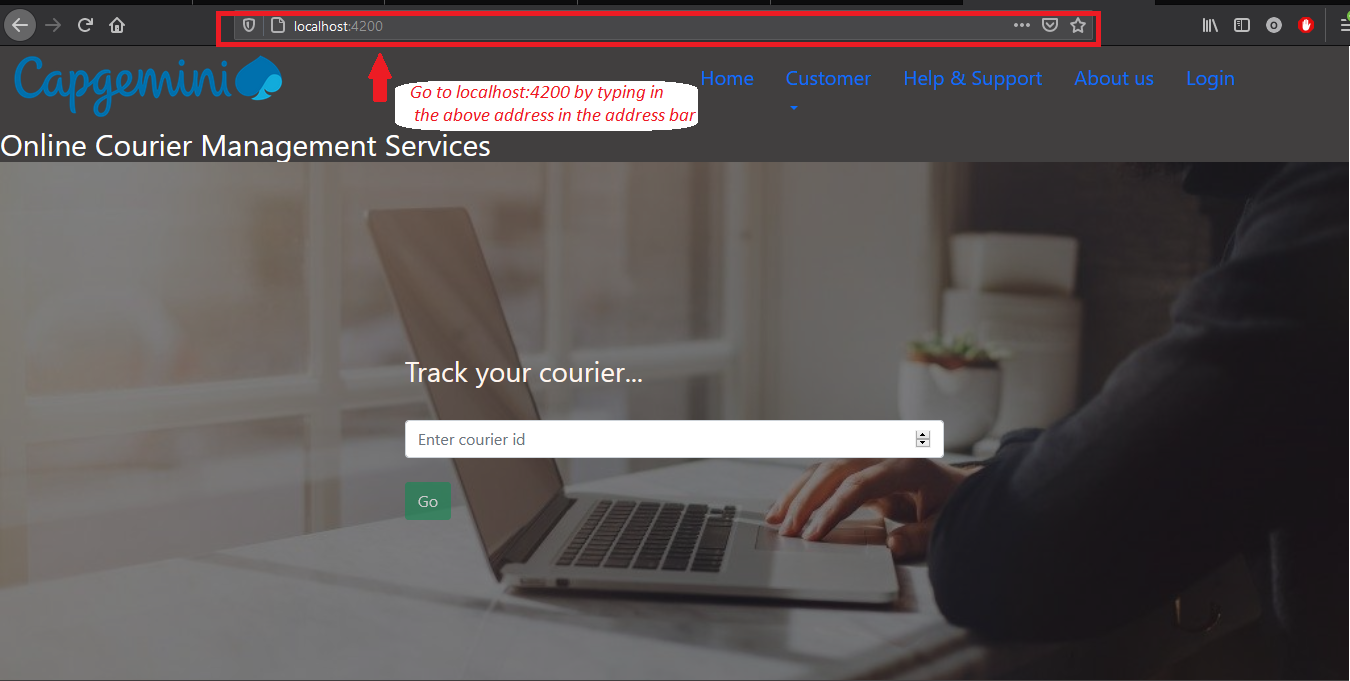 localhost:4200
Capgemini
Home Customer Help & Support About us Login
Go to localhost:4200 by typing in
the above address in the address bar
Online Courier Management Services
Track your courier...
Enter courier id
Go